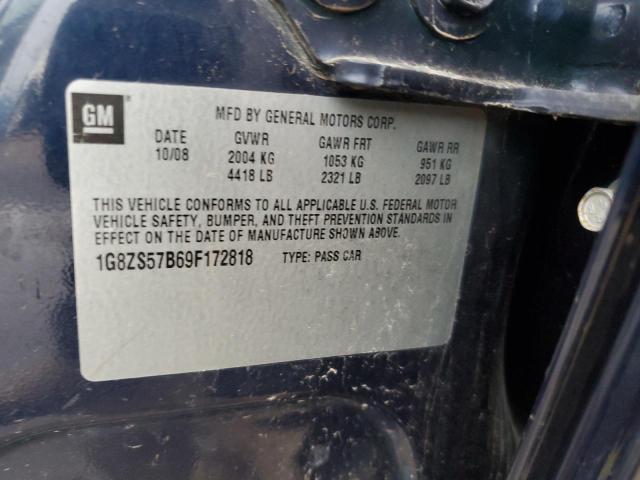 GM
MFD BY GENERAL MOTORS CORP.
DATE GVWR GAWR FRT GAWR RR
10/08 2004 KG 1053 KG 951 KG
4418 LB 2321 LB 2097 LB
THIS VEHICLE CONFORMS TO ALL APPLICABLE U.S. FEDERAL MOTOR
VEHICLE SAFETY, BUMPER, AND THEFT PREVENTION STANDARDS IN
EFFECT ON THE DATE OF MANUFACTURE SHOWN ABOVE.
1G8ZS57B69F172818 TYPE: PASS CAR